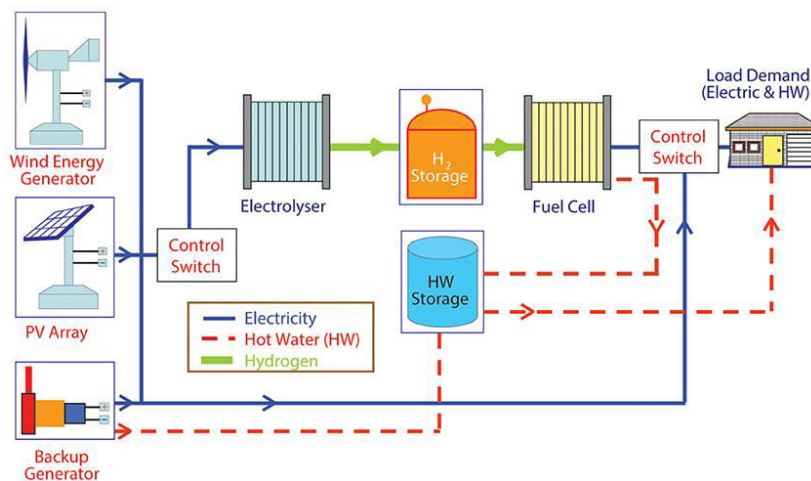 Wind Energy
Generator
PV Array
Backup
Generator
Control
Switch
Electrolyser
H2
Storage
Fuel Cell
HW
Storage
Control
Switch
Load Demand
(Electric & HW)
Electricity
Hot Water (HW)
Hydrogen